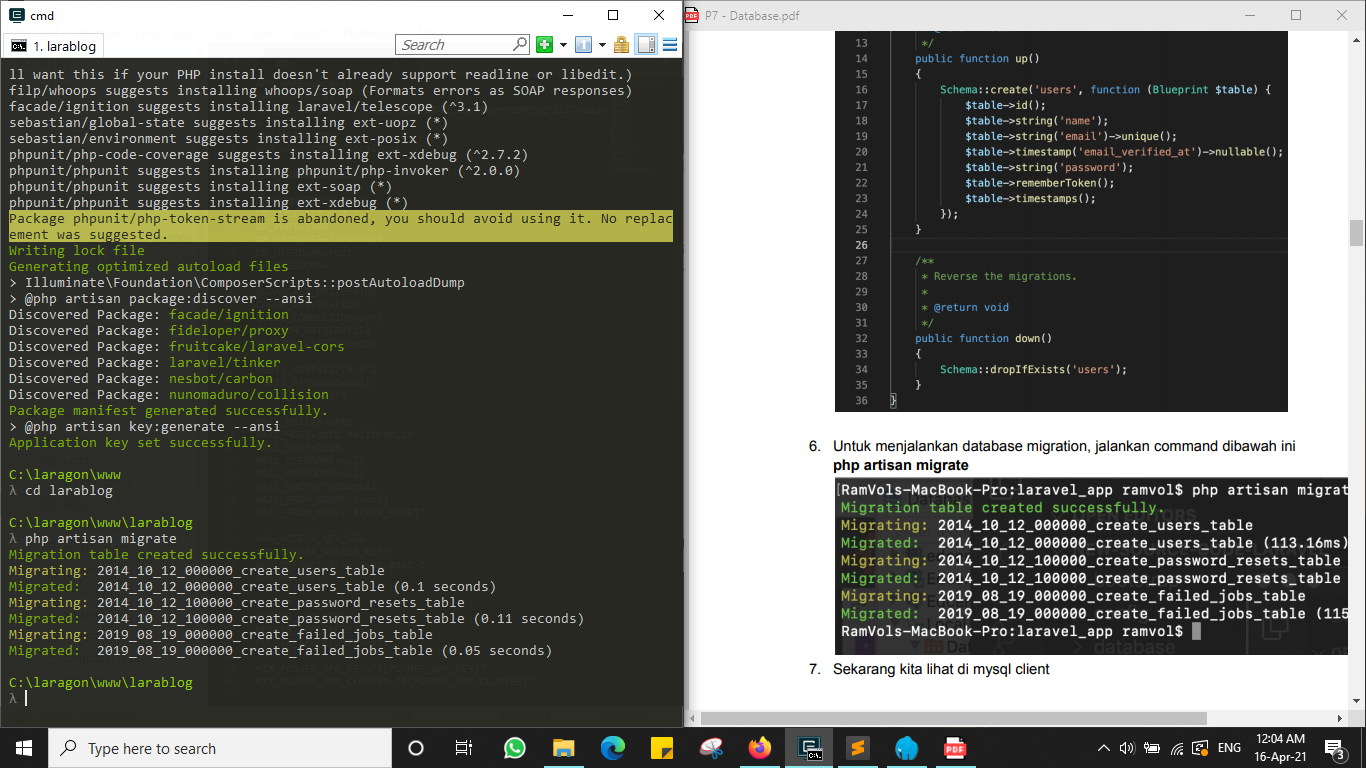 cmd
1. larablog
Search
ll want this if your PHP install doesn't already support readline or libedit.)
filp/whoops suggests installing whoops/soap (Formats errors as SOAP responses)
facade/ignition suggests installing laravel/telescope (^3.1)
sebastian/global-state suggests installing ext-uopz (*)
sebastian/environment suggests installing ext-posix (*)
phpunit/php-code-coverage suggests installing ext-xdebug (^2.7.2)
phpunit/phpunit suggests installing phpunit/php-invoker (^2.0.0)
phpunit/phpunit suggests installing ext-soap (*)
phpunit/phpunit suggests installing ext-xdebug (*)
Package phpunit/php-token-stream is abandoned, you should avoid using it. No replac
ement was suggested.
Writing lock file
Generating optimized autoload files
> Illuminate\Foundation\ComposerScripts::postAutoloadDump
> @php artisan package:discover --ansi
Discovered Package: facade/ignition
Discovered Package: fideloper/proxy
Discovered Package: fruitcake/laravel-cors
Discovered Package: laravel/tinker
Discovered Package: nesbot/carbon
Discovered Package: nunomaduro/collision
Package manifest generated successfully.
> @php artisan key:generate --ansi
Application key set successfully.
C:\laragon\www
λ cd larablog
C:\laragon\www\larablog
λ php artisan migrate
Migration table created successfully.
Migrating: 2014_10_12_000000_create_users_table
Migrated:  2014_10_12_000000_create_users_table (0.1 seconds)
Migrating: 2014_10_12_100000_create_password_resets_table
Migrated:  2014_10_12_100000_create_password_resets_table (0.11 seconds)
Migrating: 2019_08_19_000000_create_failed_jobs_table
Migrated:  2019_08_19_000000_create_failed_jobs_table (0.05 seconds)
C:\laragon\www\larablog
λ
P7 - Database.pdf
13 */
14 public function up()
15 {
16 Schema::create('users', function (Blueprint $table) {
17 $table->id();
18 $table->string('name');
19 $table->string('email')->unique();
20 $table->timestamp('email_verified_at')->nullable();
21 $table->string('password');
22 $table->rememberToken();
23 $table->timestamps();
24 });
25 }
26
27 /**
28 * Reverse the migrations.
29 *
30 * @return void
31 */
32 public function down()
33 {
34 Schema::dropIfExists('users');
35 }
36 }
6. Untuk menjalankan database migration, jalankan command dibawah ini
php artisan migrate
[RamVols-MacBook-Pro:laravel_app ramvol$ php artisan migrat
Migration table created successfully.
Migrating: 2014_10_12_000000_create_users_table
Migrated:  2014_10_12_000000_create_users_table (113.16ms)
Migrating: 2014_10_12_100000_create_password_resets_table
Migrated:  2014_10_12_100000_create_password_resets_table
Migrating: 2019_08_19_000000_create_failed_jobs_table
Migrated:  2019_08_19_000000_create_failed_jobs_table (115
RamVols-MacBook-Pro:laravel_app ramvol$
7. Sekarang kita lihat di mysql client
Type here to search
ENG
12:04 AM
16-Apr-21
3